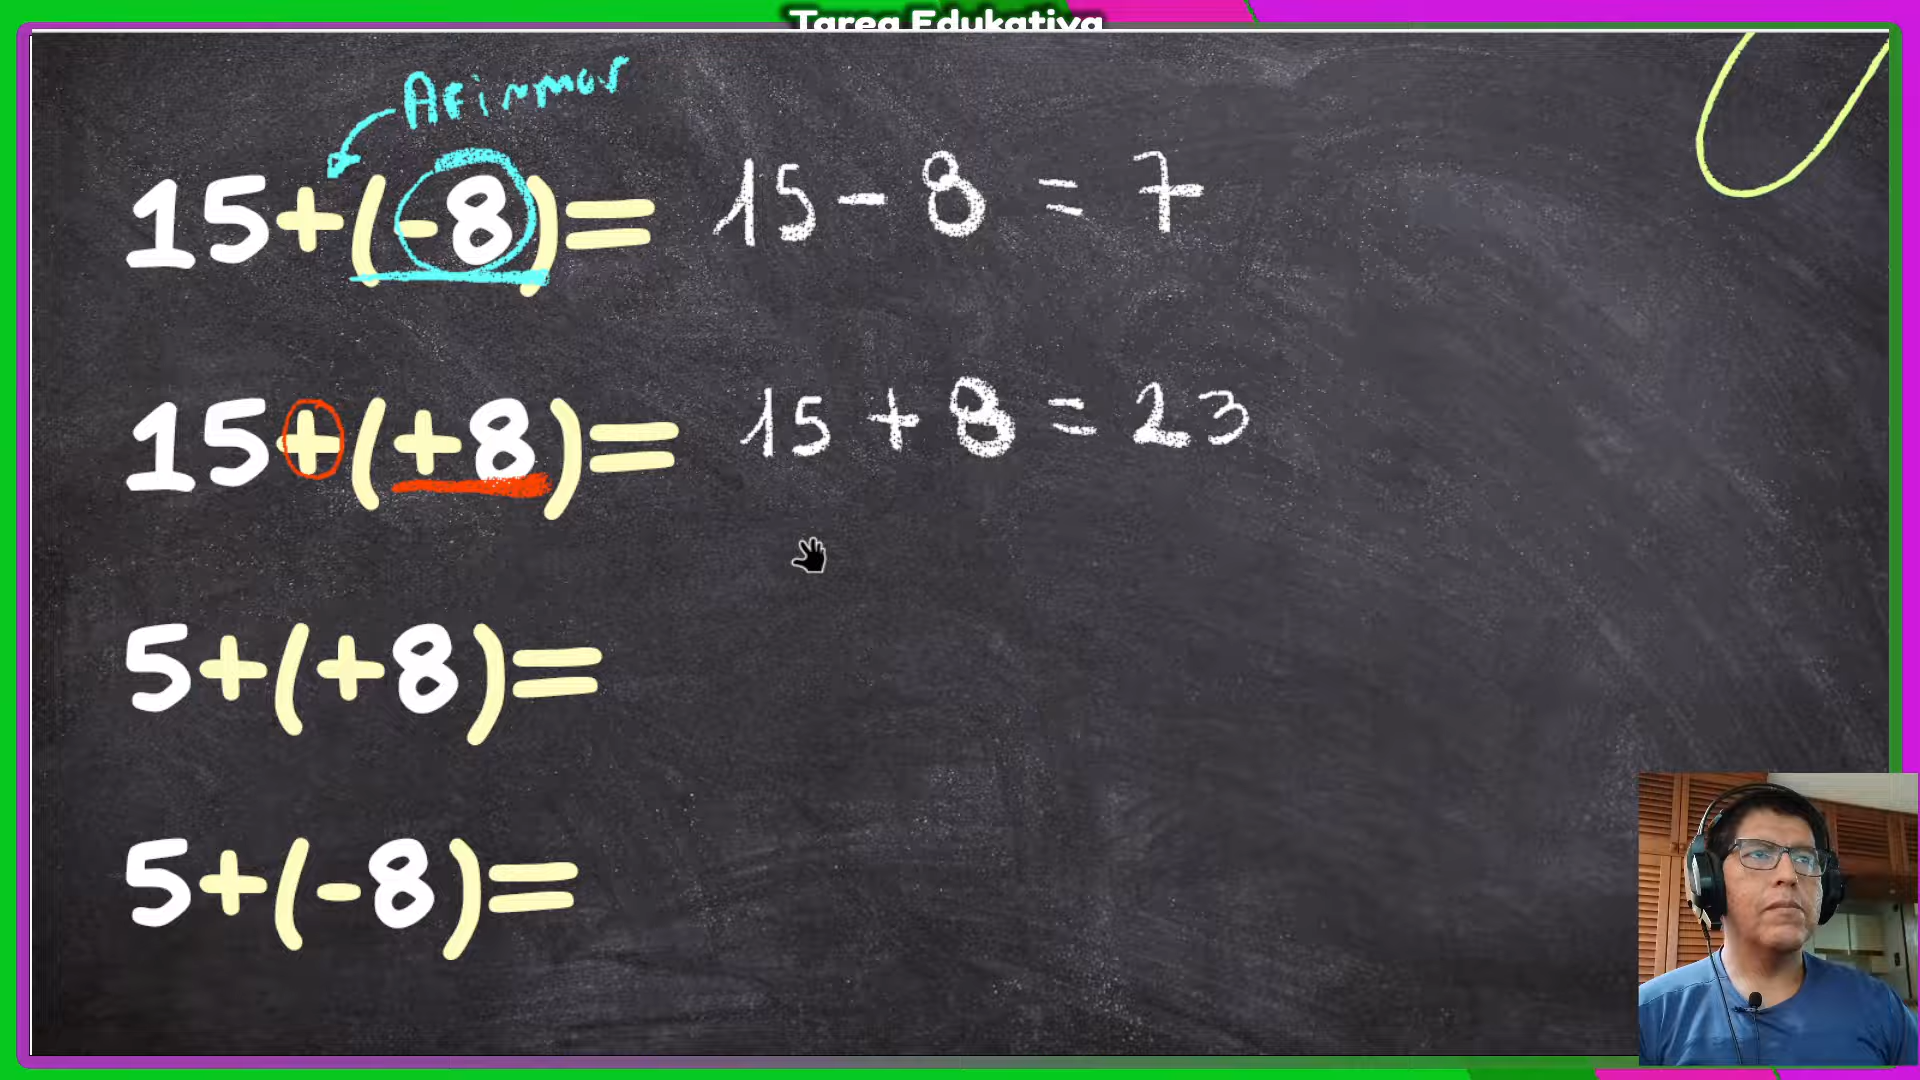 Tarea Edukativa
Afirmar
15+(-8)= 15-8 = 7
15+(+8)= 15+8 = 23
5+(+8)=
5+(-8)=